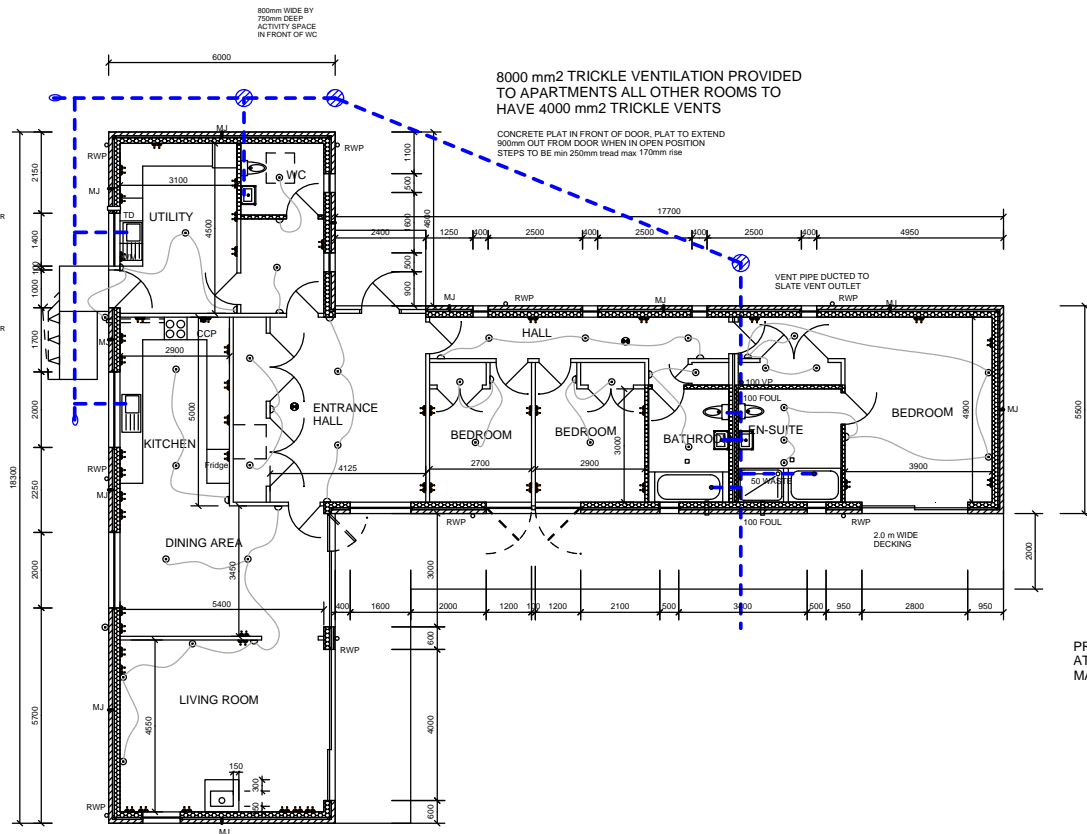 800mm WIDE BY
750mm DEEP
ACTIVITY SPACE
IN FRONT OF WC
6000
8000 mm2 TRICKLE VENTILATION PROVIDED
TO APARTMENTS ALL OTHER ROOMS TO
HAVE 4000 mm2 TRICKLE VENTS
CONCRETE PLAT IN FRONT OF DOOR, PLAT TO EXTEND
900mm OUT FROM DOOR WHEN IN OPEN POSITION
STEPS TO BE min 250mm tread max 170mm rise
MJ
RWP
RWP
2150
1100
WC
3100
MJ
500
17700
TD
UTILITY
4500
4600
600
R
1400
2400
1250
400
2500
400
2500
400
2500
400
4950
500
100
VENT PIPE DUCTED TO
SLATE VENT OUTLET
1000
900
MJ
RWP
MJ
RWP
MJ
R
1700
MJ
CCP
HALL
2900
100 VP
2000
5000
100 FOUL
ENTRANCE
HALL
BEDROOM
BEDROOM
3000
BATHROO
EN-SUITE
BEDROOM
4900
MJ
5500
KITCHEN
18300
RWP
Fridge
4125
2700
2900
3900
MJ
50 WASTE
2250
RWP
100 FOUL
RWP
2.0 m WIDE
DECKING
DINING AREA
3450
3000
2000
2000
5400
400
1600
2000
1200
100
1200
2100
500
3400
500
950
2800
950
600
RWP
PR
AT
MA
LIVING ROOM
MJ
5700
4550
4000
150
300
RWP
600
MJ